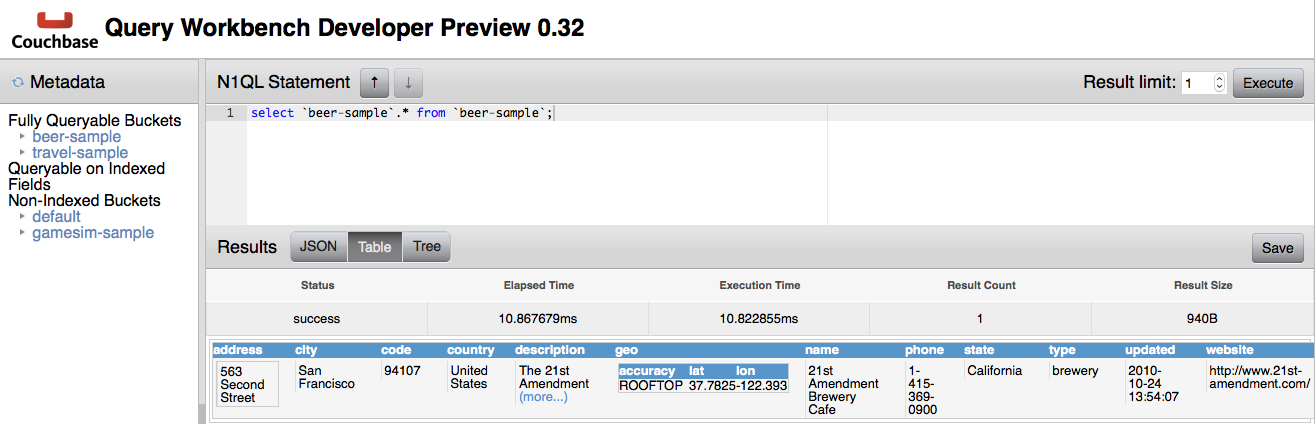 Couchbase Query Workbench Developer Preview 0.32
Metadata
Fully Queryable Buckets
beer-sample
travel-sample
Queryable on Indexed
Fields
Non-Indexed Buckets
default
gamesim-sample
N1QL Statement ↑ ↓ Result limit: 1 Execute
1 select `beer-sample`.* from `beer-sample`;
Results JSON Table Tree Save
Status Elapsed Time Execution Time Result Count Result Size
success 10.867679ms 10.822855ms 1 940B
address city code country description geo name phone state type updated website
563
Second
Street
San
Francisco
94107
United
States
The 21st
Amendment
(more...)
accuracy lat lon
ROOFTOP 37.7825-122.393
21st
Amendment
Brewery
Cafe
1-
415-
369-
0900
California
brewery
2010-
10-24
13:54:07
http://www.21st-
amendment.com/